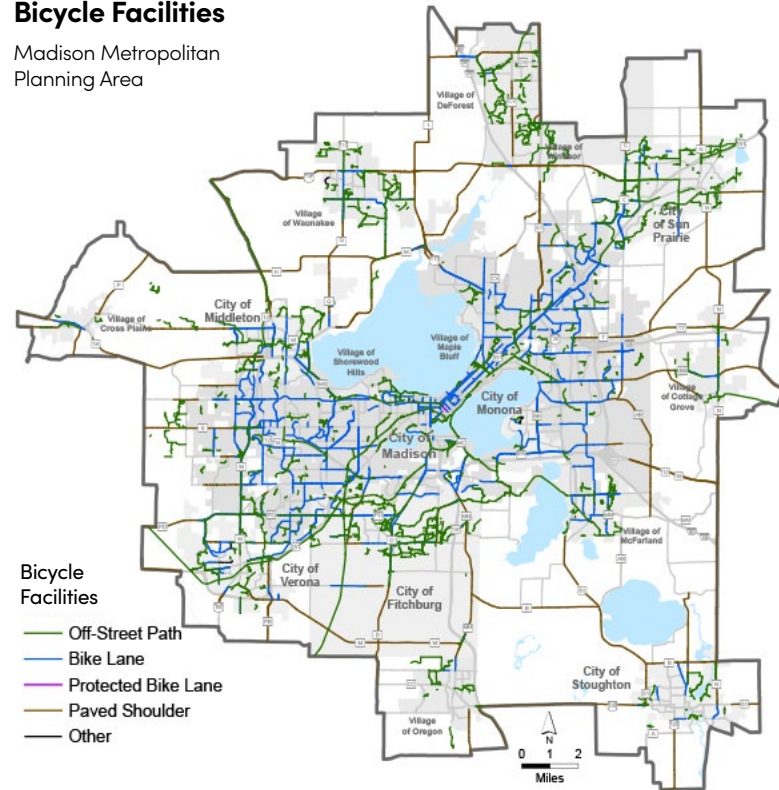 Bicycle Facilities
Madison Metropolitan
Planning Area
Village of
DeForest
Village of
Windsor
Village
of Waunakee
City
of Sun
Prairie
City of
Middleton
Village of
Cross Plains
Village of
Shorewood
Hills
Village of
Maple
Bluff
City of
Monona
Village
of Cottage
Grove
City of
Madison
Village of
McFarland
City of
Verona
City of
Fitchburg
City of
Stoughton
Village
of Oregon
Bicycle
Facilities
Off-Street Path
Bike Lane
Protected Bike Lane
Paved Shoulder
Other
N
0 1 2
Miles